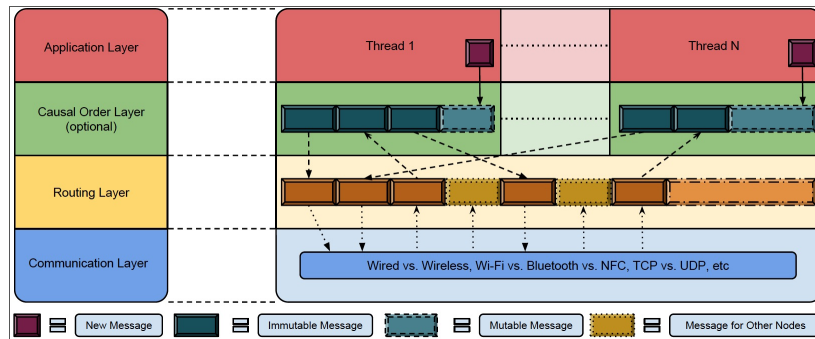 Application Layer
Thread 1
Thread N
Causal Order Layer
(optional)
Routing Layer
Communication Layer
Wired vs. Wireless, Wi-Fi vs. Bluetooth vs. NFC, TCP vs. UDP, etc
New Message
Immutable Message
Mutable Message
Message for Other Nodes